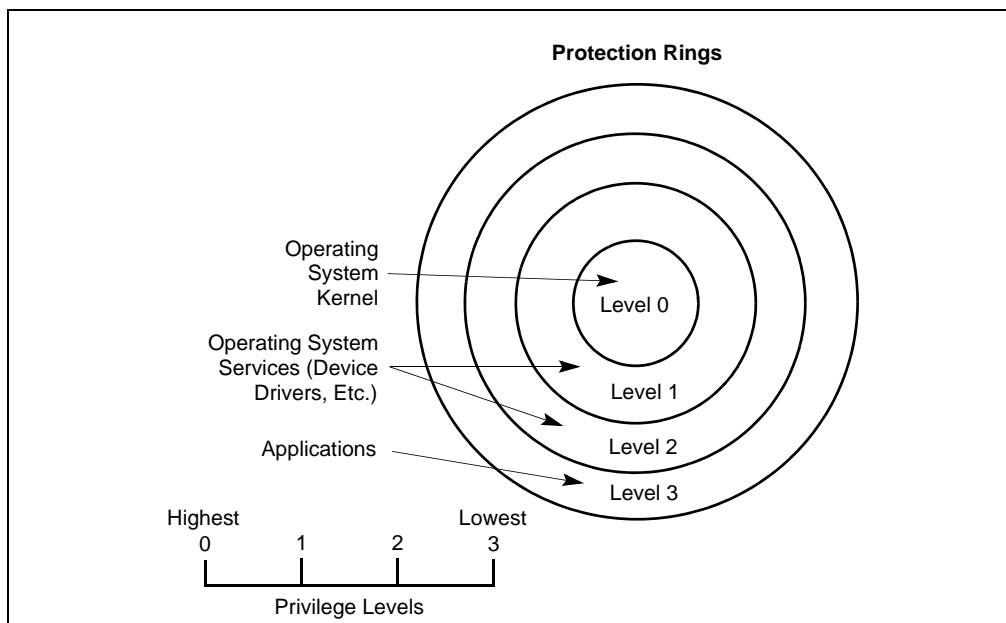 Protection Rings
Operating
System
Kernel
Level 0
Operating System
Services (Device
Drivers, Etc.)
Level 1
Applications
Level 2
Level 3
Highest
Lowest
0
1
2
3
Privilege Levels